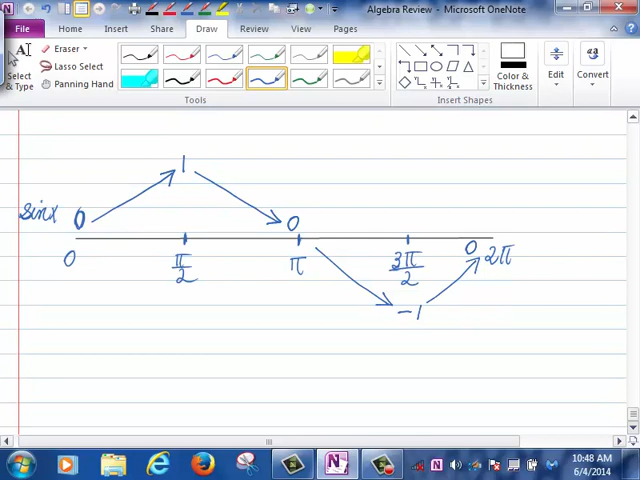 Algebra Review - OneNote
File Home Insert Share Draw Review View Pages
Select & Type
Eraser
Lasso Select
Panning Hand
Tools
Color & Thickness
Edit
Convert
Insert Shapes
1
sinx 0 0
0 π/2 π 3π/2 0 2π
-1
10:48 AM
6/4/2014